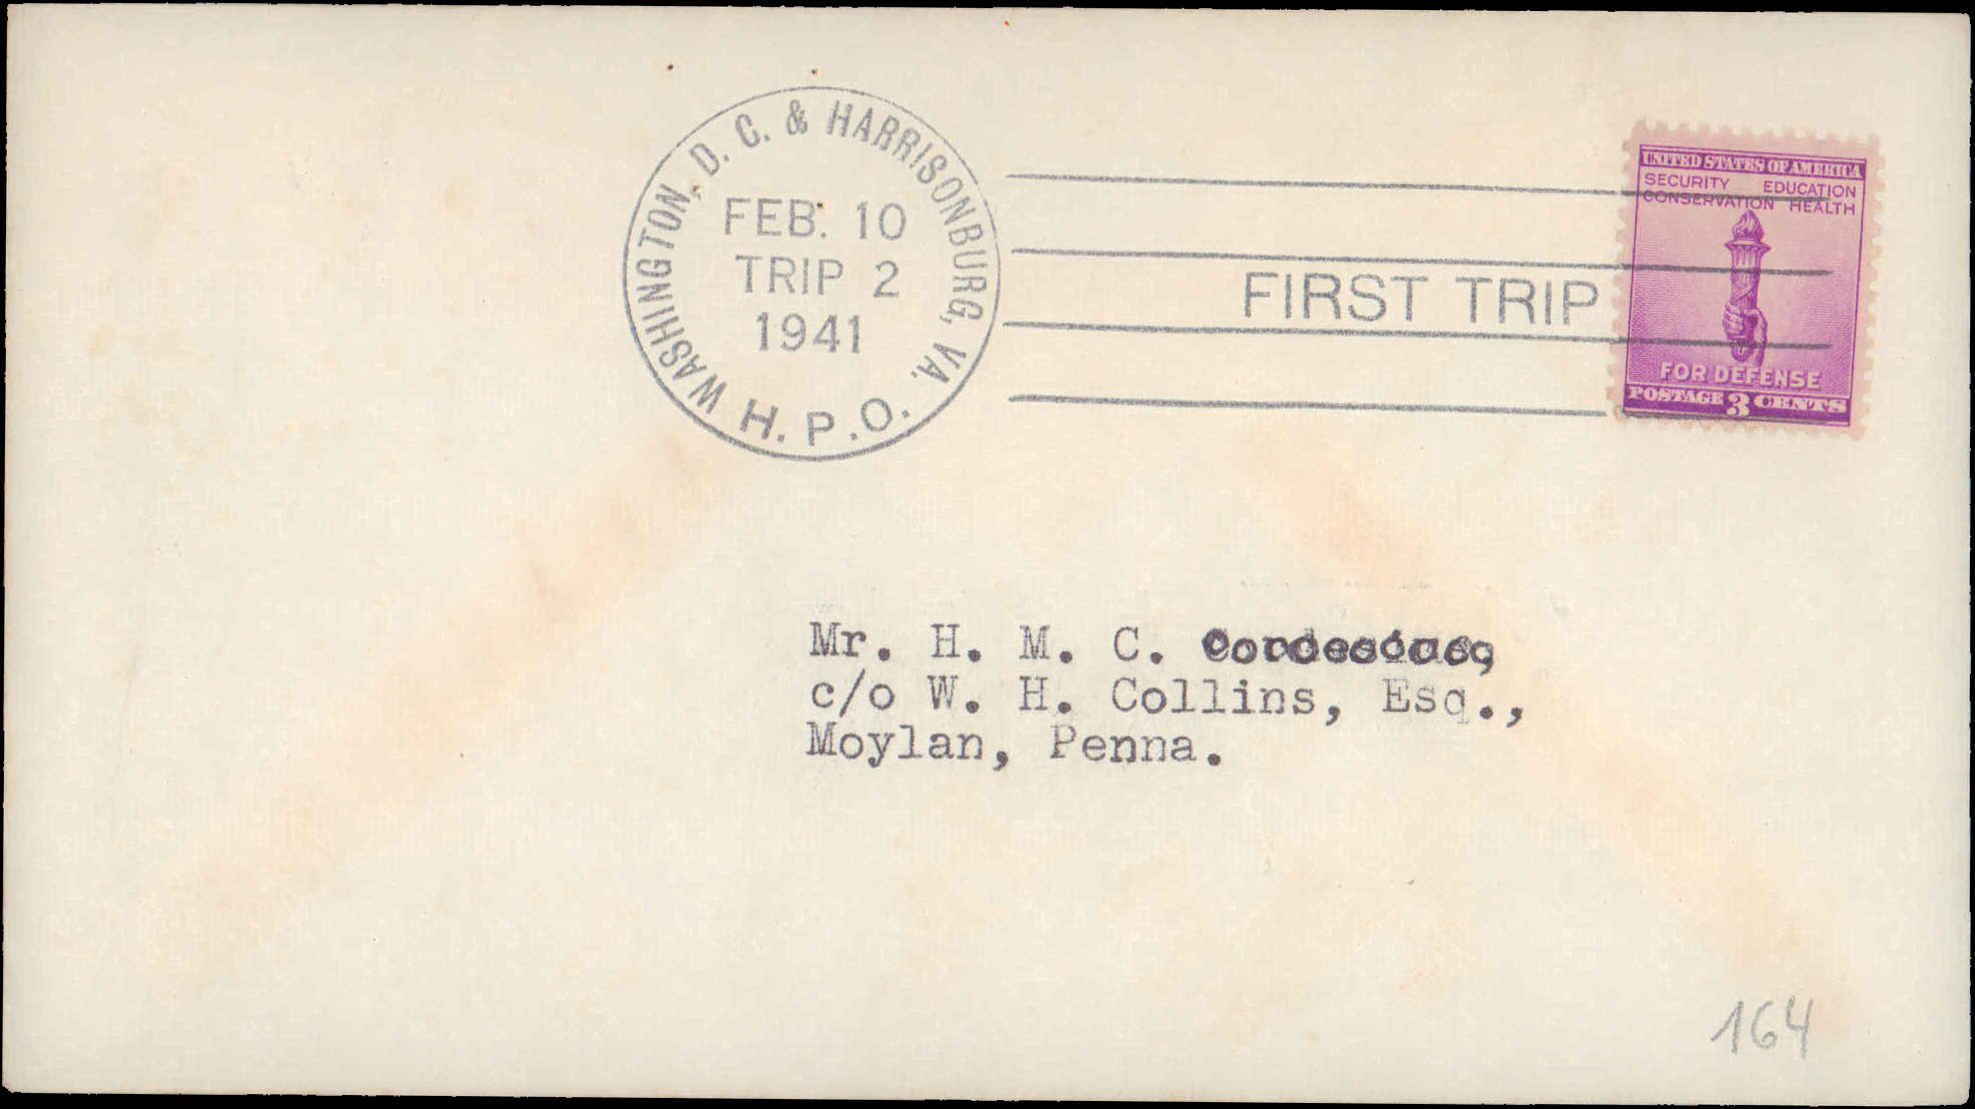 WASHINGTON, D. C. & HARRISONBURG, VA.
FEB. 10
TRIP 2
1941
H.P.O.
FIRST TRIP
UNITED STATES OF AMERICA
SECURITY EDUCATION
CONSERVATION HEALTH
FOR DEFENSE
POSTAGE 3 CENTS
Mr. H. M. C.
c/o W. H. Collins, Esq.,
Moylan, Penna.
164